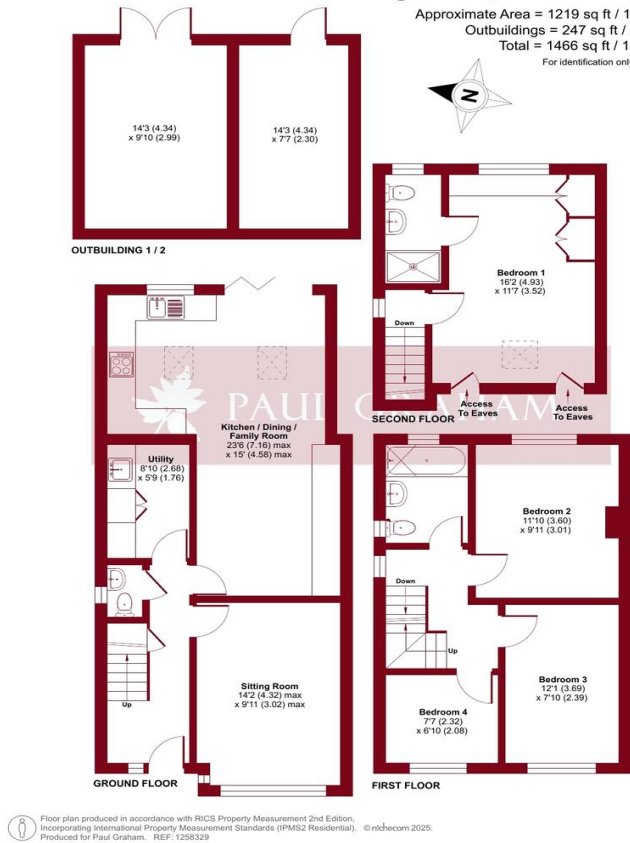 Approximate Area = 1219 sq ft / 1
Outbuildings = 247 sq ft /
Total = 1466 sq ft / 1
For identification only
N
14'3 (4.34)
x 9'10 (2.99)
14'3 (4.34)
x 7'7 (2.30)
OUTBUILDING 1 / 2
Bedroom 1
16'2 (4.93)
x 11'7 (3.52)
Down
Access
To Eaves
Access
To Eaves
SECOND FLOOR
PAUL GRAHAM
Kitchen / Dining /
Family Room
23'6 (7.16) max
x 15' (4.58) max
Utility
8'10 (2.68)
x 5'9 (1.76)
Up
Sitting Room
14'2 (4.32) max
x 9'11 (3.02) max
GROUND FLOOR
Bedroom 2
11'10 (3.60)
x 9'11 (3.01)
Down
Up
Bedroom 3
12'1 (3.69)
x 7'10 (2.39)
Bedroom 4
7'7 (2.32)
x 6'10 (2.08)
FIRST FLOOR
Floor plan produced in accordance with RICS Property Measurement 2nd Edition,
Incorporating International Property Measurement Standards (IPMS2 Residential). © nichecom 2025.
Produced for Paul Graham. REF: 1258329